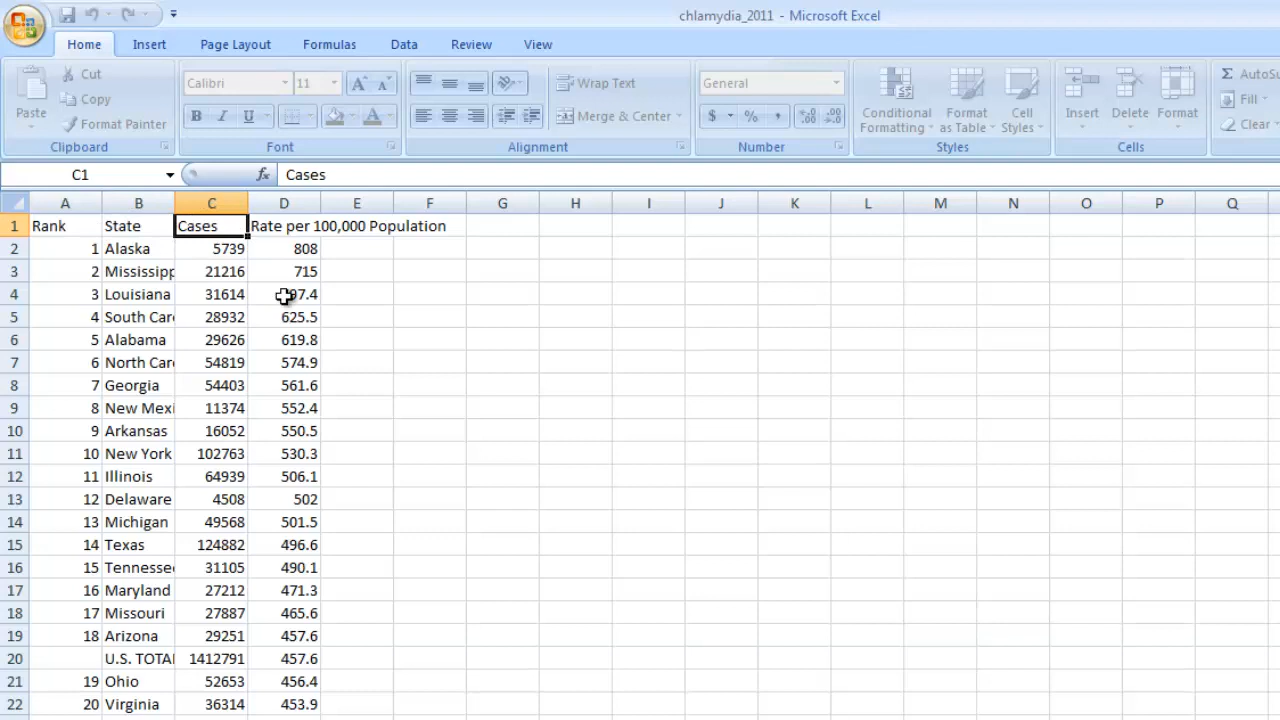 chlamydia_2011 - Microsoft Excel
Home Insert Page Layout Formulas Data Review View
Paste Cut Copy Format Painter
Calibri 11 A A Wrap Text General Conditional Formatting Format as Table Cell Styles Insert Delete Format Σ AutoSu
B I U A Merge & Center $ % , .0 .00 .00 .0 Fill Clear
Clipboard Font Alignment Number Styles Cells
C1 fx Cases
A B C D E F G H I J K L M N O P Q
1 Rank State Cases Rate per 100,000 Population
2 1 Alaska 5739 808
3 2 Mississipp 21216 715
4 3 Louisiana 31614 97.4
5 4 South Car 28932 625.5
6 5 Alabama 29626 619.8
7 6 North Car 54819 574.9
8 7 Georgia 54403 561.6
9 8 New Mexi 11374 552.4
10 9 Arkansas 16052 550.5
11 10 New York 102763 530.3
12 11 Illinois 64939 506.1
13 12 Delaware 4508 502
14 13 Michigan 49568 501.5
15 14 Texas 124882 496.6
16 15 Tennesse 31105 490.1
17 16 Maryland 27212 471.3
18 17 Missouri 27887 465.6
19 18 Arizona 29251 457.6
20 U.S. TOTA 1412791 457.6
21 19 Ohio 52653 456.4
22 20 Virginia 36314 453.9